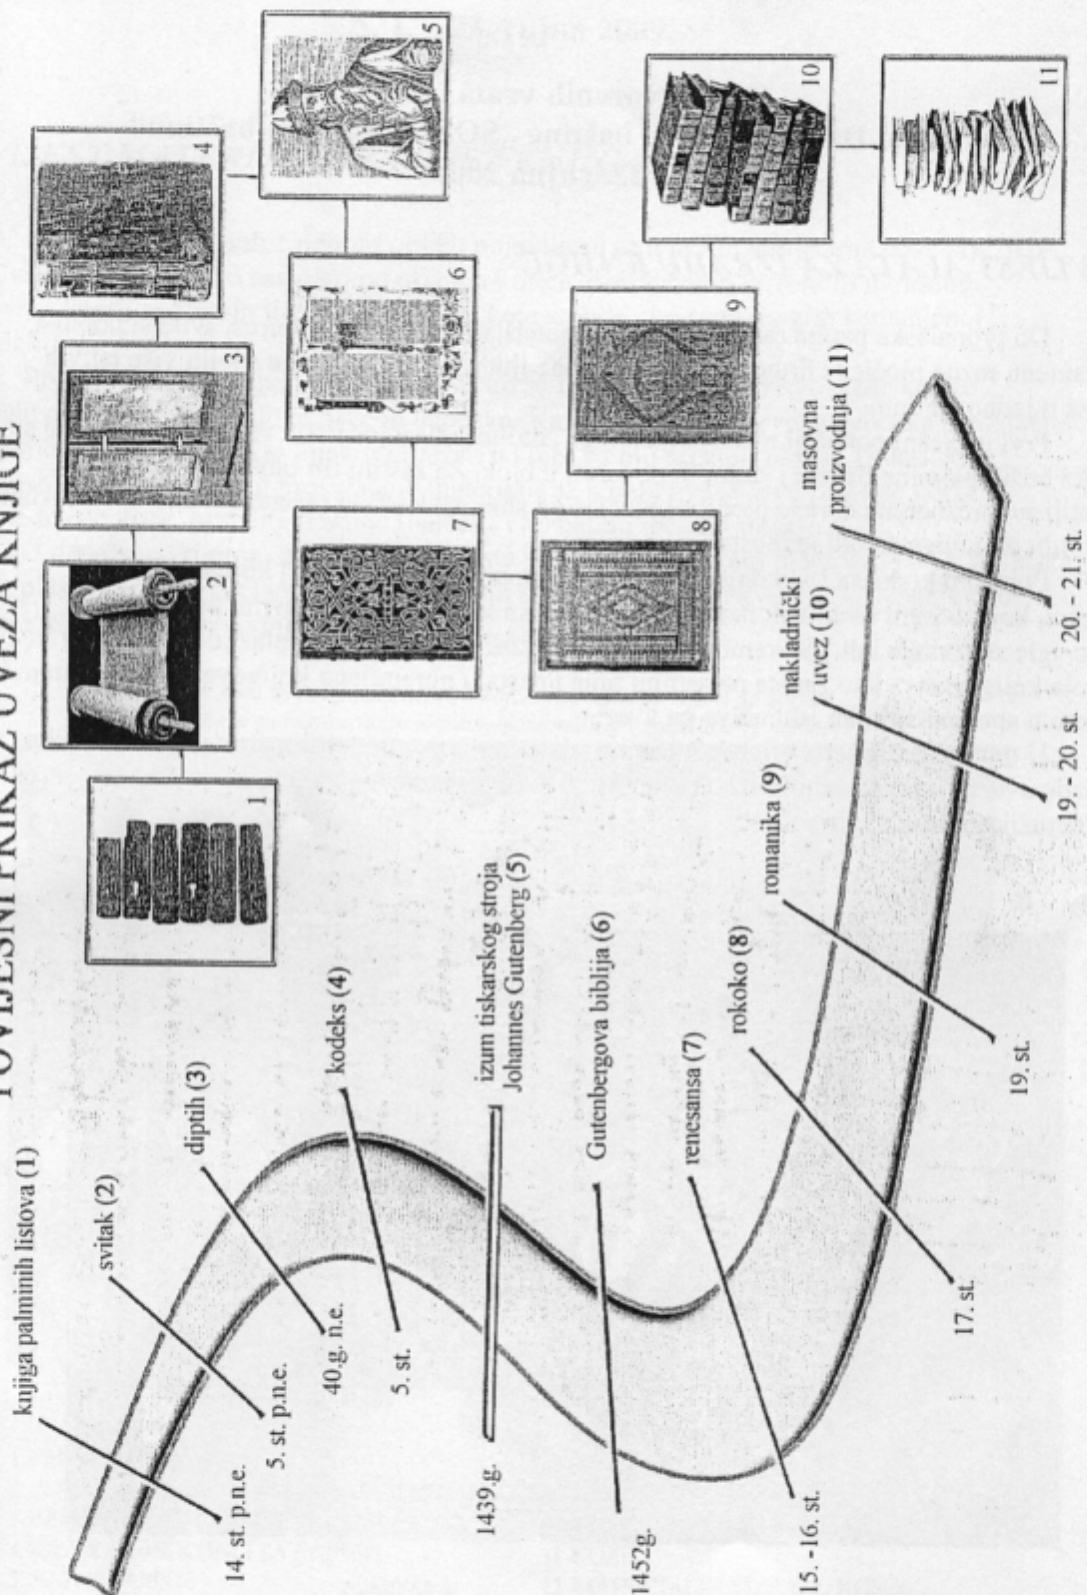 POVIJESNI PRIKAZ UVEZA KNJIGE
knjiga palminih listova (1)
14. st. p.n.e.
svitak (2)
5. st. p.n.e.
diptih (3)
40.g. n.e.
kodeks (4)
5. st.
izum tiskarskog stroja
Johannes Gutenberg (5)
1439.g.
Gutenbergova biblija (6)
1452g.
renesansa (7)
15. -16. st.
rokoko (8)
17. st.
romanika (9)
19. st.
nakladnički
uvez (10)
19. - 20. st.
masovna
proizvodnja (11)
20. - 21. st.
1
2
3
4
5
6
7
8
9
10
11